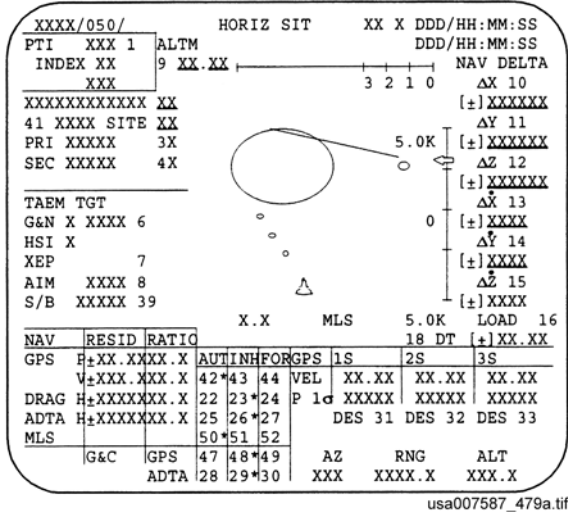 XXXX/050/ HORIZ SIT XX X DDD/HH:MM:SS
PTI XXX 1 ALTM DDD/HH:MM:SS
INDEX XX 9 XX.XX NAV DELTA
XXX 3 2 1 0 ΔX 10
XXXXXXXXXXXX XX [±]XXXXXX
41 XXXX SITE XX ΔY 11
PRI XXXXX 3X 5.0K [±]XXXXXX
SEC XXXXX 4X ΔZ 12
[±]XXXXXX
TAEM TGT ΔẊ 13
G&N X XXXX 6 0 [±]XXXX
HSI X ΔẎ 14
XEP 7 [±]XXXX
AIM XXXX 8 ΔŻ 15
S/B XXXXX 39 [±]XXXX
X.X MLS 5.0K LOAD 16
NAV RESID RATIO 18 DT [±]XX.XX
GPS P±XX.XXXX.X AUT INH FOR GPS 1S 2S 3S
V±XXX.XXX.X 42*43 44 VEL XX.XX XX.XX XX.XX
DRAG H±XXXXXXX.X 22 23*24 P 1σ XXXXX XXXXX XXXXX
ADTA H±XXXXXXX.X 25 26*27 DES 31 DES 32 DES 33
MLS 50*51 52
G&C GPS 47 48*49 AZ RNG ALT
ADTA 28 29*30 XXX XXXX.X XXX.X
usa007587_479a.tif